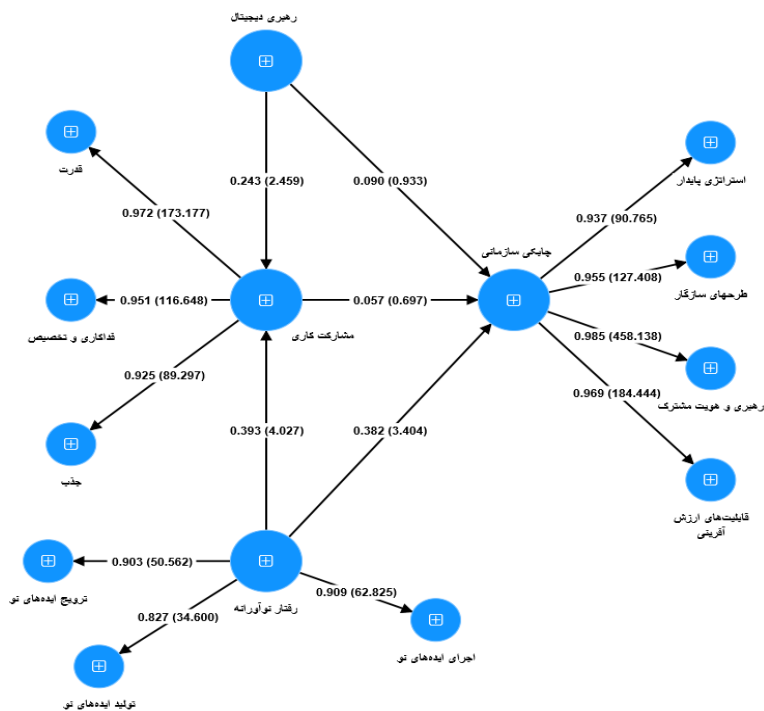 رهبری دیجیتال
قدرت
استراتژی پایدار
0.243 (2.459)
0.090 (0.933)
0.972 (173.177)
0.937 (90.765)
چابکی سازمانی
طرحهای سازگار
0.955 (127.408)
0.951 (116.648)
0.057 (0.697)
فداکاری و تخصیص
مشارکت کاری
0.985 (458.138)
0.925 (89.297)
0.969 (184.444)
رهبری و هویت مشترک
0.393 (4.027)
0.382 (3.404)
جذب
قابلیت‌های ارزش
آفرینی
0.903 (50.562)
0.909 (62.825)
ترویج ایده‌های نو
رفتار نوآورانه
0.827 (34.600)
اجرای ایده‌های نو
تولید ایده‌های نو